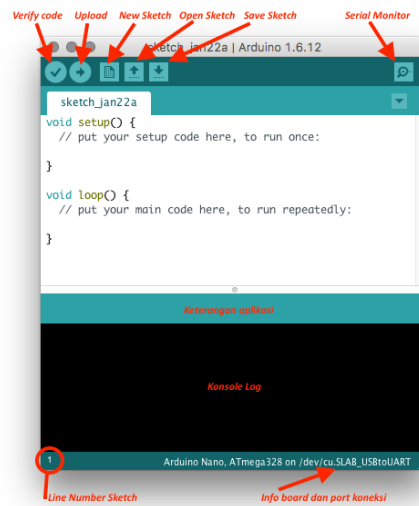 Verify code Upload New Sketch Open Sketch Save Sketch Serial Monitor
sketch_jan22a | Arduino 1.6.12
sketch_jan22a
void setup() {
// put your setup code here, to run once:
}
void loop() {
// put your main code here, to run repeatedly:
}
Keterangan aplikasi
Konsole Log
1
Arduino Nano, ATmega328 on /dev/cu.SLAB_USBtoUART
Line Number Sketch Info board dan port koneksi